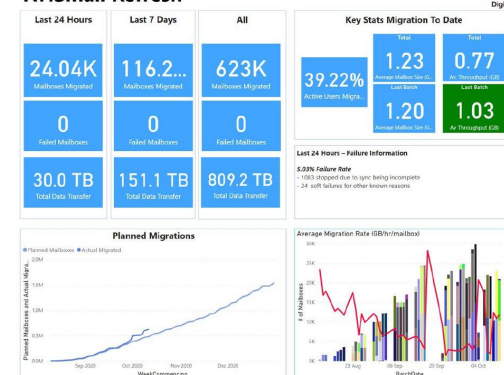 Digi
Last 24 Hours
Last 7 Days
All
24.04K
Mailboxes Migrated
116.2...
Mailboxes Migrated
623K
Mailboxes Migrated
0
Failed Mailboxes
0
Failed Mailboxes
0
Failed Mailboxes
30.0 TB
Total Data Transfer
151.1 TB
Total Data Transfer
809.2 TB
Total Data Transfer
Key Stats Migration To Date
39.22%
Active Users Migra...
Total
1.23
Average Mailbox Size (G...
Total
0.77
Av. Throughput (GB)
Last Batch
1.20
Average Mailbox Size (G...
Last Batch
1.03
Av Throughput (GB)
Last 24 Hours – Failure Information
5.03% Failure Rate
- 1083 stopped due to sync being incomplete
- 24 soft failures for other known reasons
Planned Migrations
Planned Mailboxes Actual Migrated
Planned Mailboxes and Actual Migra...
2.0M
1.5M
1.0M
0.5M
0.0M
Sep 2020
Oct 2020
Nov 2020
Dec 2020
WeekCommencing
Average Migration Rate (GB/hr/mailbox)
# of Mailboxes
30K
25K
20K
15K
10K
5K
0K
23 Aug
06 Sep
20 Sep
04 Oct
BatchDate